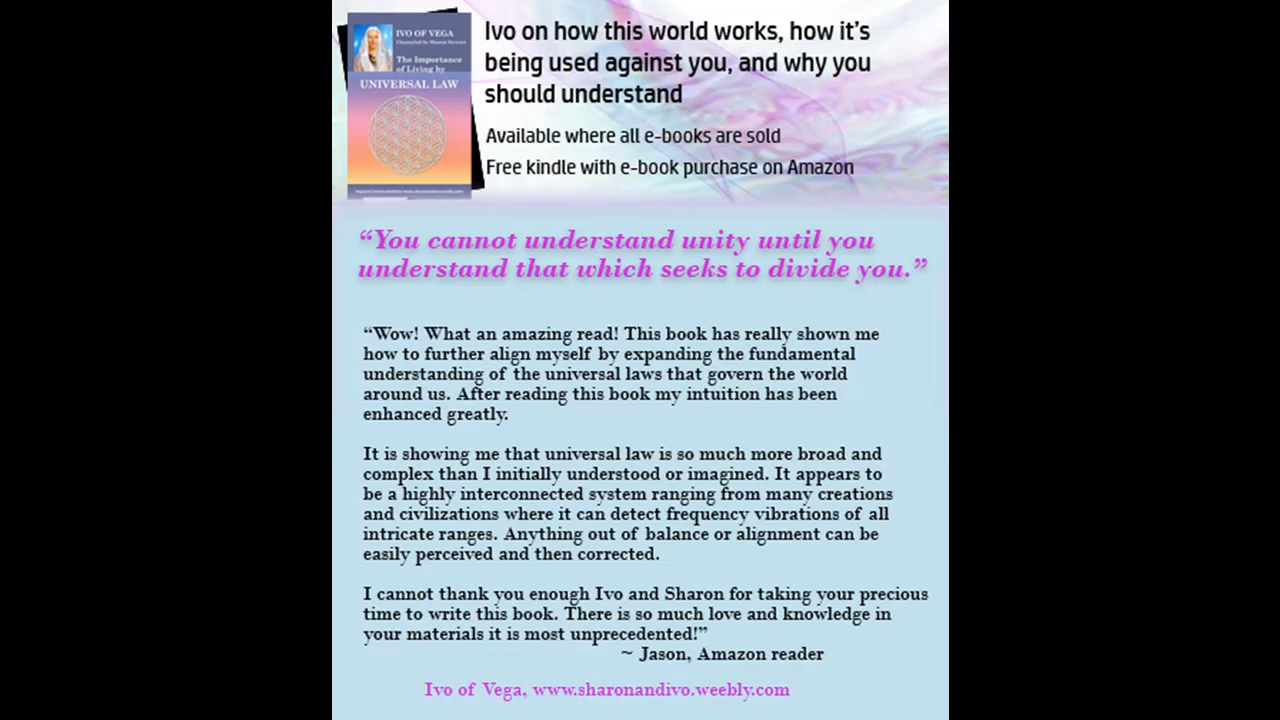 IVO OF VEGA
Channeled by Sharon Stewart
The Importance
of Living by
UNIVERSAL LAW
www.sharonandivo.weebly.com
Ivo on how this world works, how it's
being used against you, and why you
should understand
Available where all e-books are sold
Free kindle with e-book purchase on Amazon
“You cannot understand unity until you
understand that which seeks to divide you.”
“Wow! What an amazing read! This book has really shown me
how to further align myself by expanding the fundamental
understanding of the universal laws that govern the world
around us. After reading this book my intuition has been
enhanced greatly.
It is showing me that universal law is so much more broad and
complex than I initially understood or imagined. It appears to
be a highly interconnected system ranging from many creations
and civilizations where it can detect frequency vibrations of all
intricate ranges. Anything out of balance or alignment can be
easily perceived and then corrected.
I cannot thank you enough Ivo and Sharon for taking your precious
time to write this book. There is so much love and knowledge in
your materials it is most unprecedented!”
~ Jason, Amazon reader
Ivo of Vega, www.sharonandivo.weebly.com